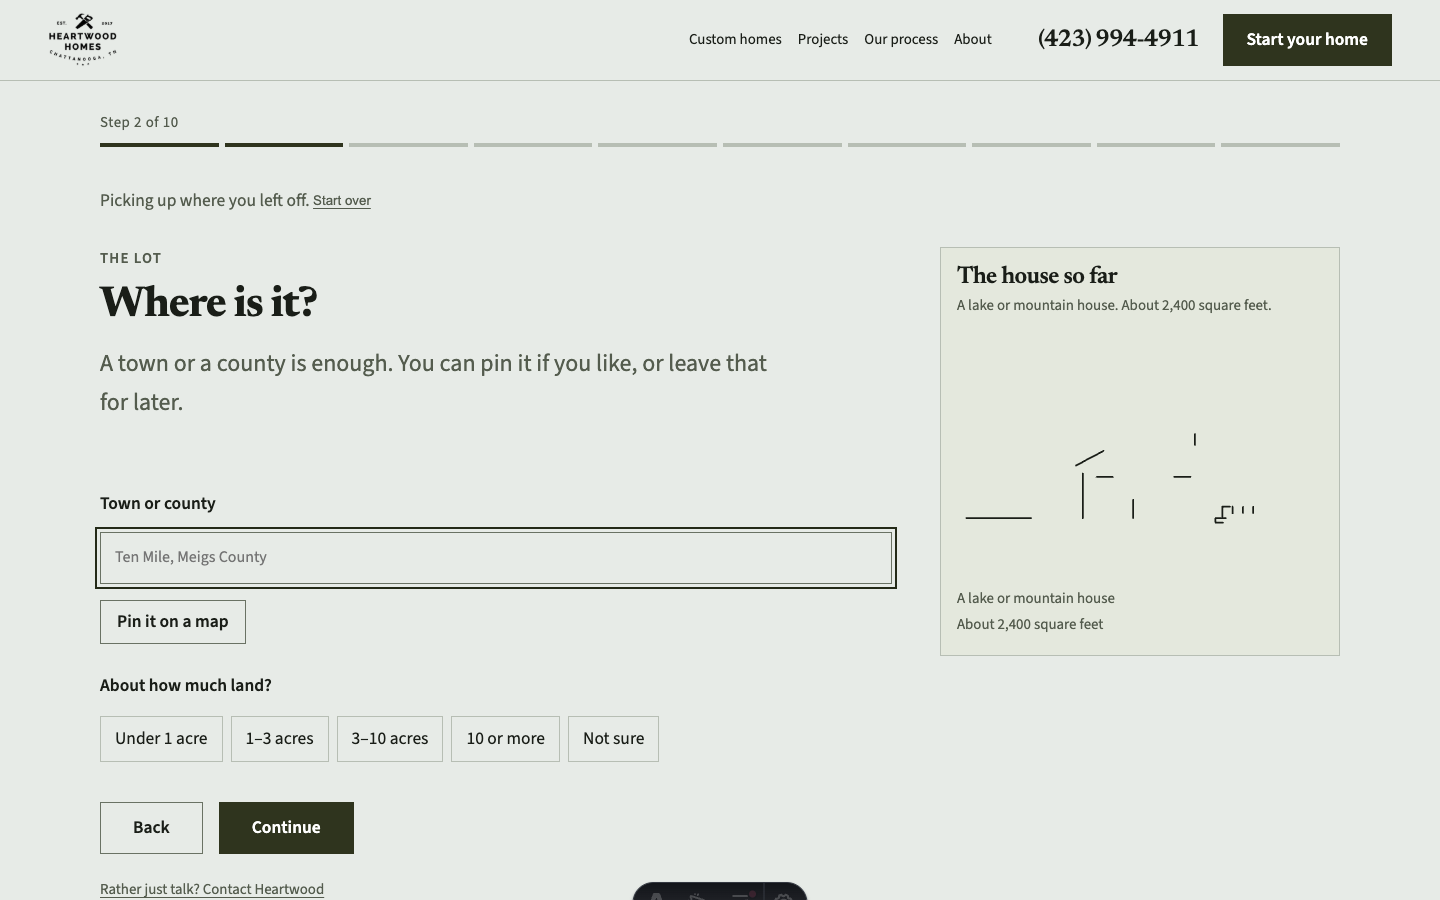 EST. 2017
HEARTWOOD
HOMES
CHATTANOOGA, TN
Custom homes
Projects
Our process
About
(423) 994-4911
Start your home
Step 2 of 10
Picking up where you left off. Start over
THE LOT
Where is it?
A town or a county is enough. You can pin it if you like, or leave that
for later.
Town or county
Ten Mile, Meigs County
Pin it on a map
About how much land?
Under 1 acre
1–3 acres
3–10 acres
10 or more
Not sure
Back
Continue
Rather just talk? Contact Heartwood
The house so far
A lake or mountain house. About 2,400 square feet.
A lake or mountain house
About 2,400 square feet